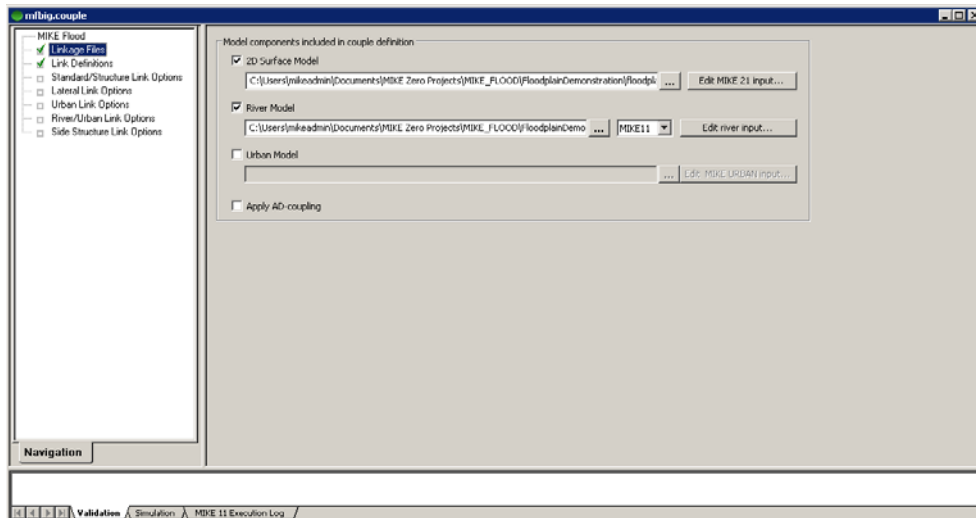 mfbig.couple
MIKE Flood
Linkage Files
Link Definitions
Standard/Structure Link Options
Lateral Link Options
Urban Link Options
River/Urban Link Options
Side Structure Link Options
Navigation
Model components included in couple definition
2D Surface Model
C:\Users\mikeadmin\Documents\MIKE Zero Projects\MIKE_FLOOD\FloodplainDemonstration\floodpl
...
Edit MIKE 21 input...
River Model
C:\Users\mikeadmin\Documents\MIKE Zero Projects\MIKE_FLOOD\FloodplainDemo
...
MIKE11
Edit river input...
Urban Model
...
Edit MIKE URBAN input...
Apply AD-coupling
Validation
Simulation
MIKE 11 Execution Log